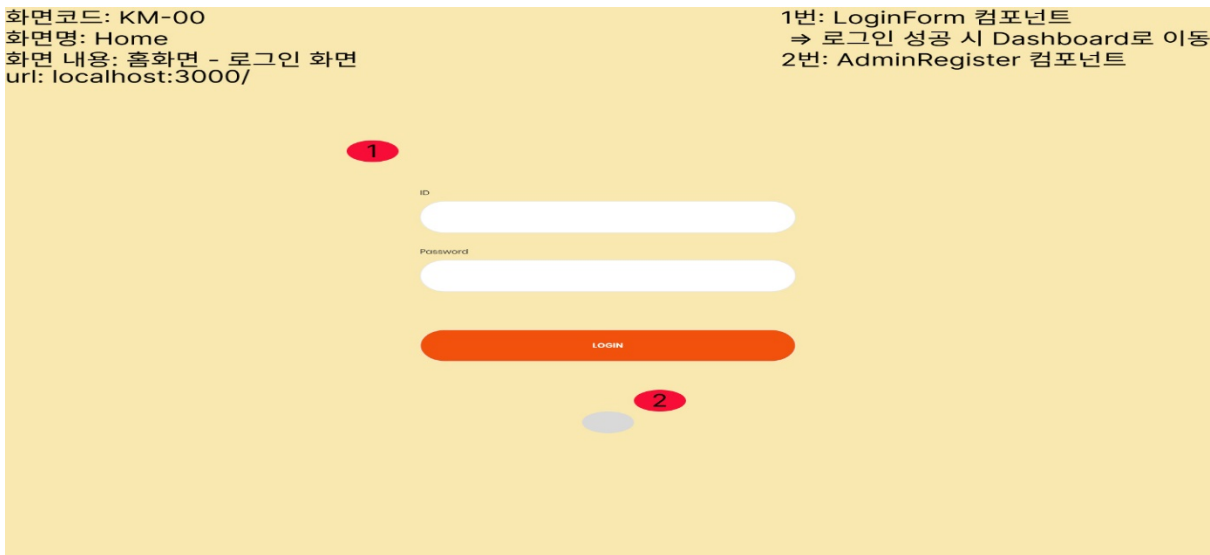 화면코드: KM-00
화면명: Home
화면 내용: 홈화면 - 로그인 화면
url: localhost:3000/
1번: LoginForm 컴포넌트
⇒ 로그인 성공 시 Dashboard로 이동
2번: AdminRegister 컴포넌트
1
ID
Password
LOGIN
2